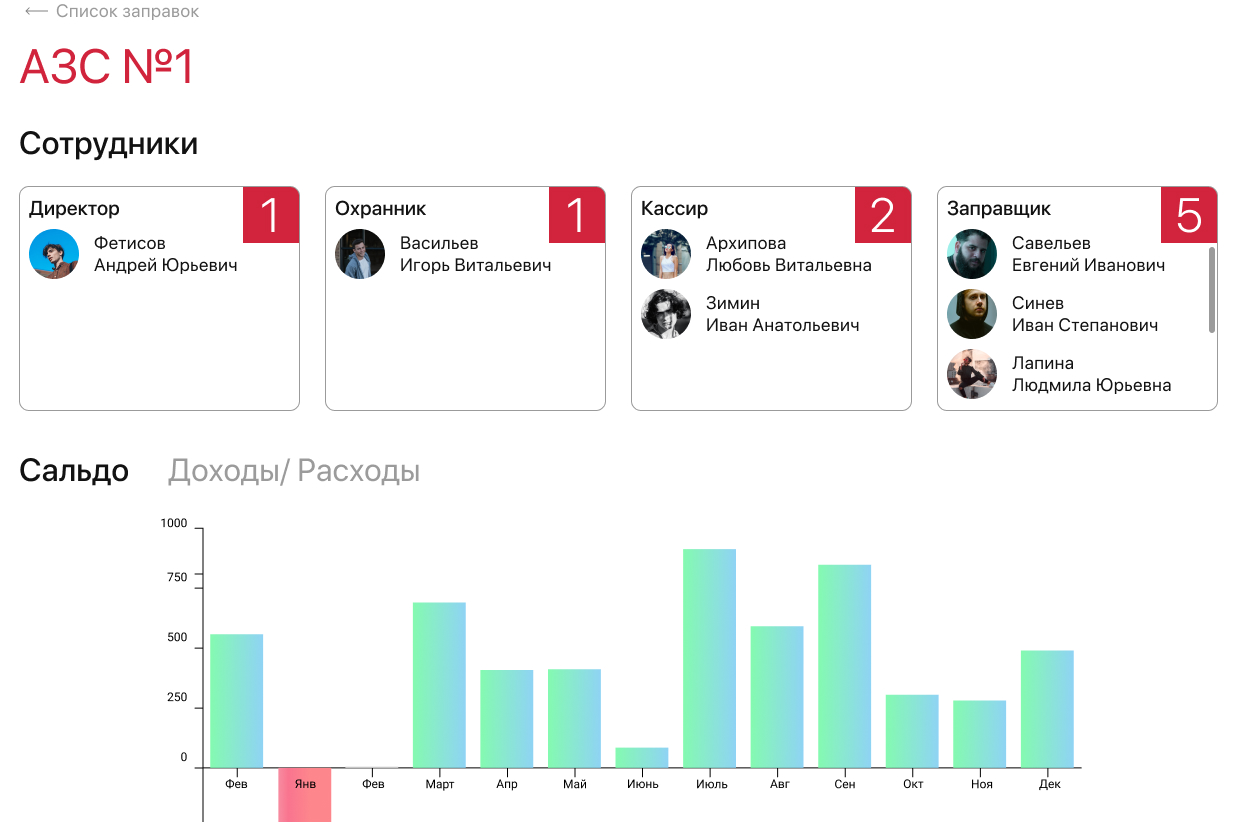 ⟵ Список заправок
АЗС №1
Сотрудники
Директор 1
Фетисов
Андрей Юрьевич
Охранник 1
Васильев
Игорь Витальевич
Кассир 2
Архипова
Любовь Витальевна
Зимин
Иван Анатольевич
Заправщик 5
Савельев
Евгений Иванович
Синев
Иван Степанович
Лапина
Людмила Юрьевна
Сальдо Доходы/ Расходы
1000
750
500
250
0
Фев Янв Фев Март Апр Май Июнь Июль Авг Сен Окт Ноя Дек